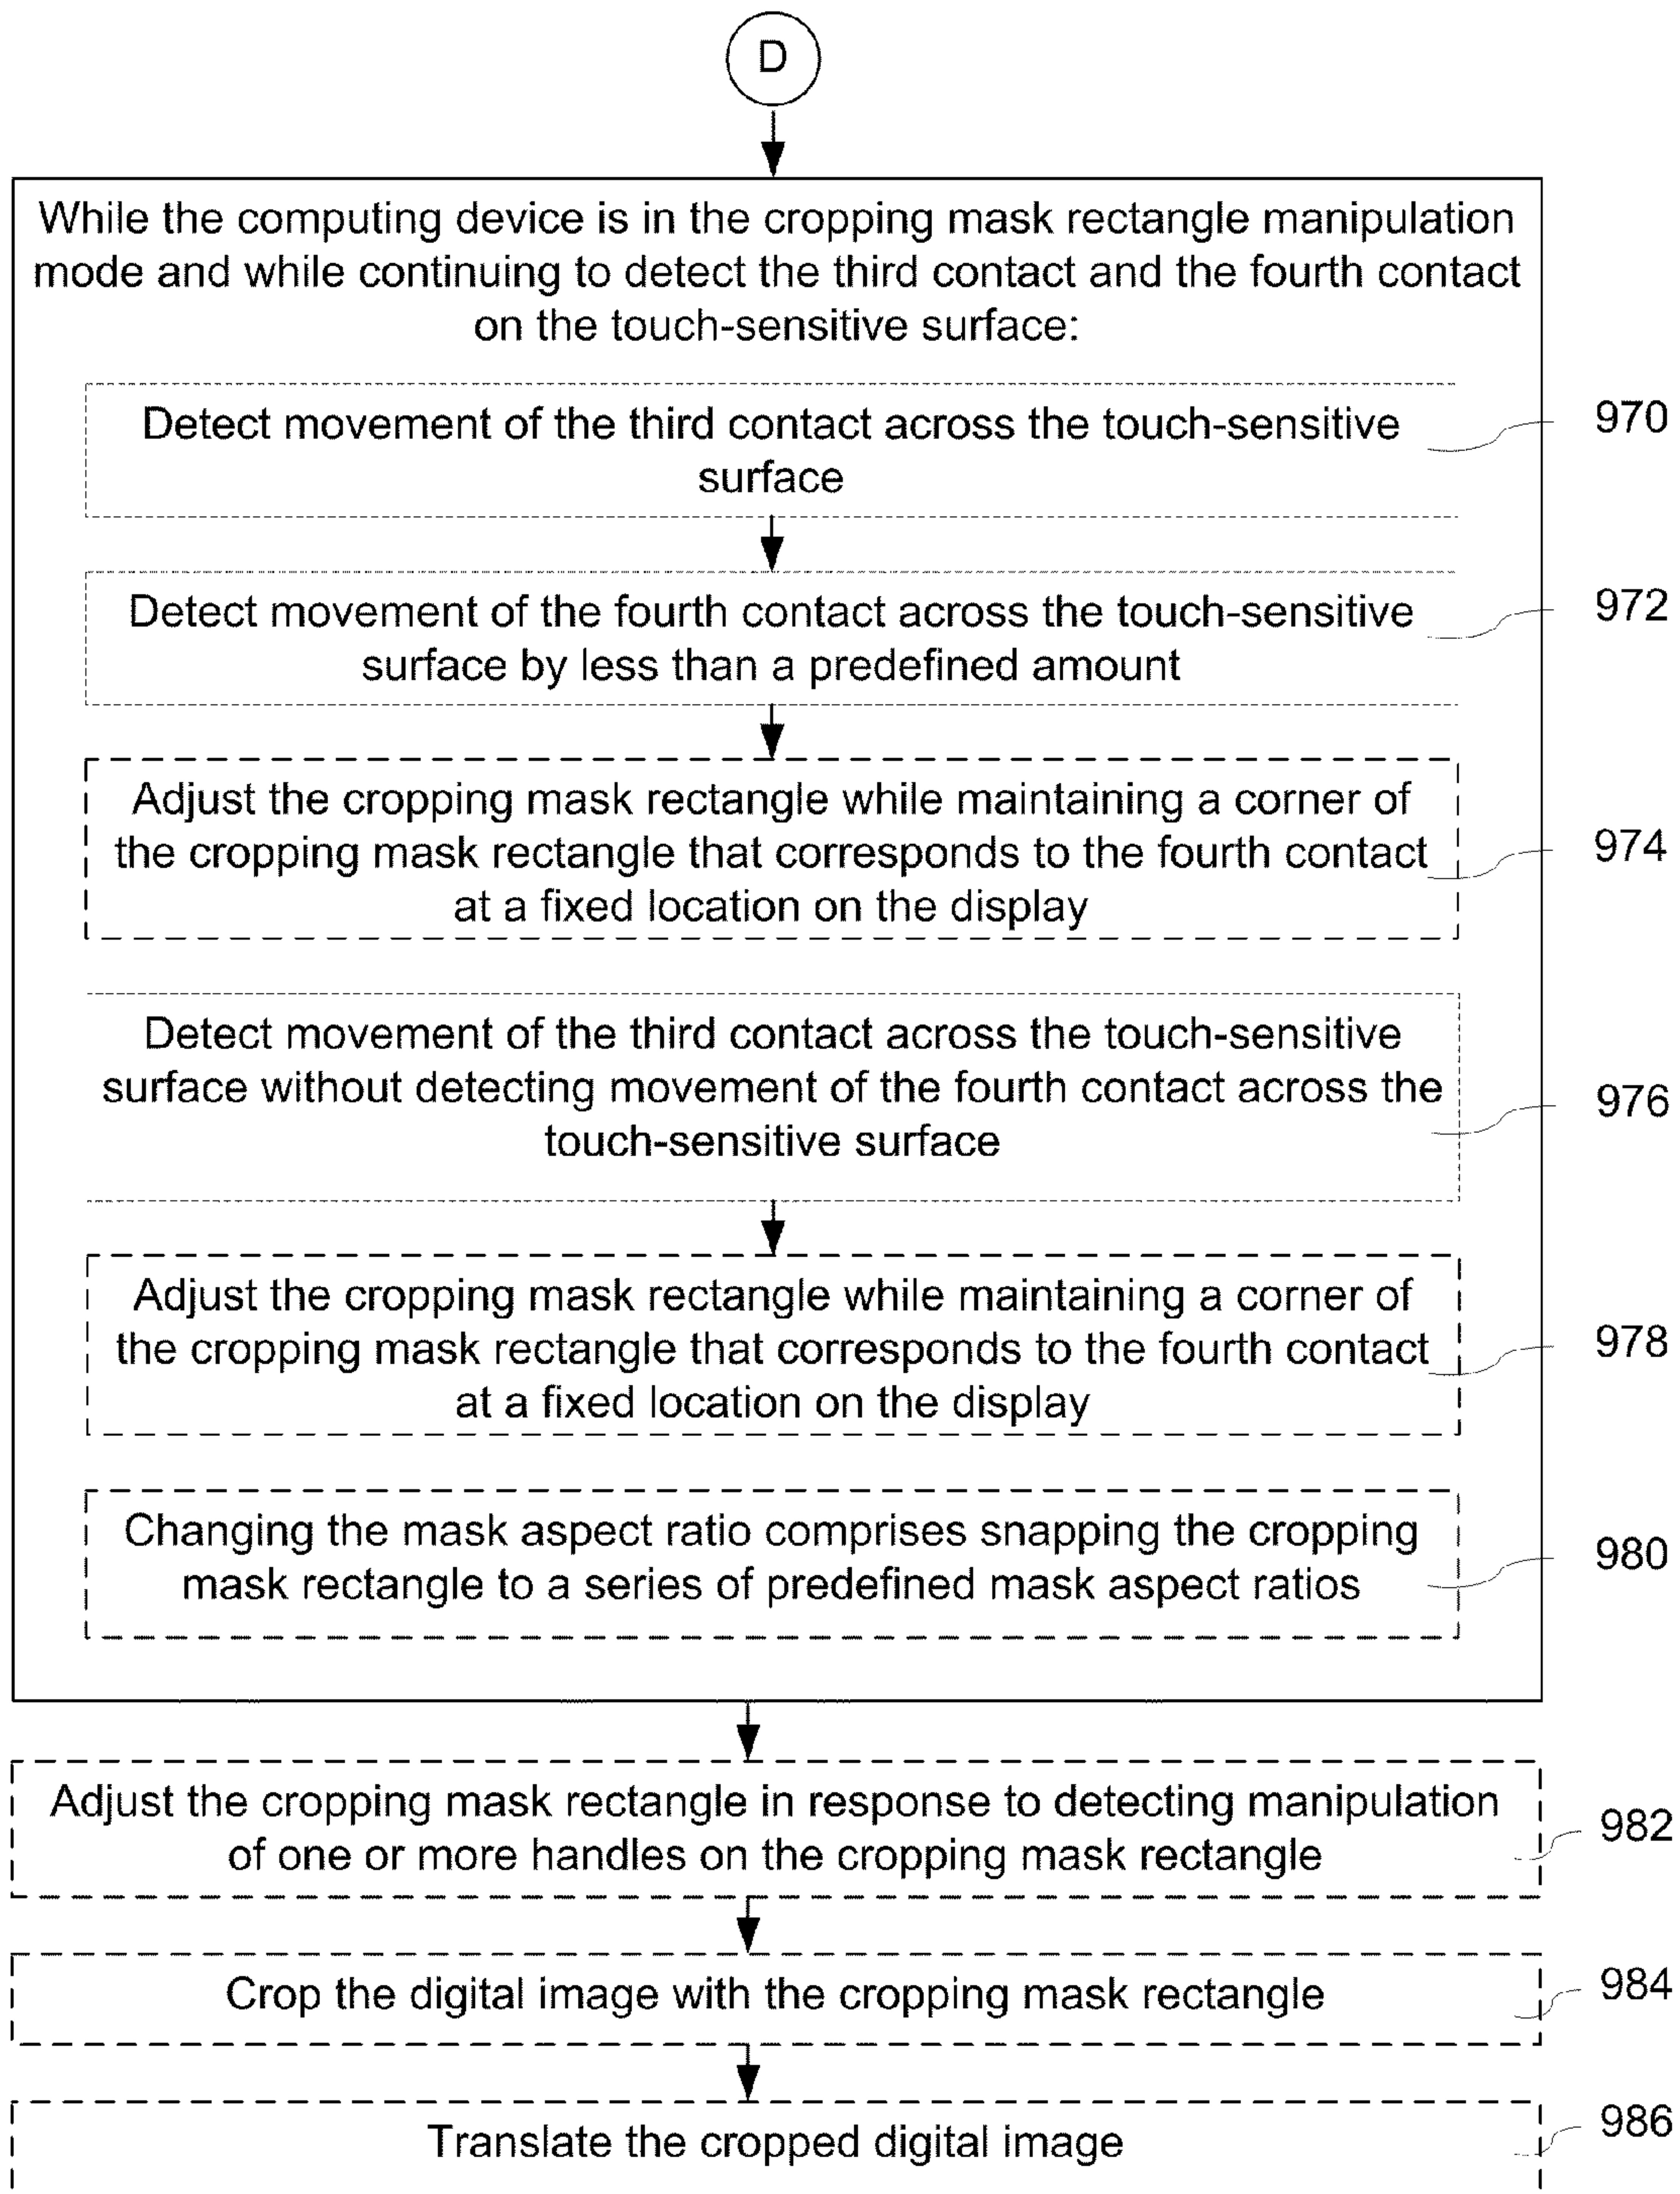 D
While the computing device is in the cropping mask rectangle manipulation
mode and while continuing to detect the third contact and the fourth contact
on the touch-sensitive surface:
Detect movement of the third contact across the touch-sensitive
surface
970
Detect movement of the fourth contact across the touch-sensitive
surface by less than a predefined amount
972
Adjust the cropping mask rectangle while maintaining a corner of
the cropping mask rectangle that corresponds to the fourth contact
at a fixed location on the display
974
Detect movement of the third contact across the touch-sensitive
surface without detecting movement of the fourth contact across the
touch-sensitive surface
976
Adjust the cropping mask rectangle while maintaining a corner of
the cropping mask rectangle that corresponds to the fourth contact
at a fixed location on the display
978
Changing the mask aspect ratio comprises snapping the cropping
mask rectangle to a series of predefined mask aspect ratios
980
Adjust the cropping mask rectangle in response to detecting manipulation
of one or more handles on the cropping mask rectangle
982
Crop the digital image with the cropping mask rectangle
984
Translate the cropped digital image
986